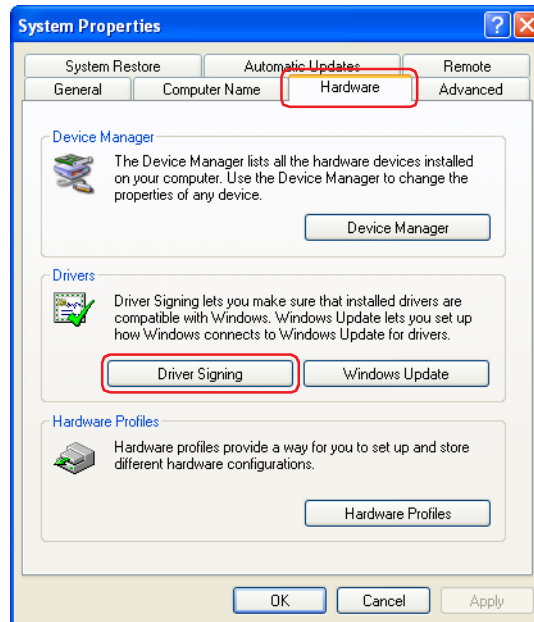 System Properties
System Restore Automatic Updates Remote
General Computer Name Hardware Advanced
Device Manager
The Device Manager lists all the hardware devices installed
on your computer. Use the Device Manager to change the
properties of any device.
Device Manager
Drivers
Driver Signing lets you make sure that installed drivers are
compatible with Windows. Windows Update lets you set up
how Windows connects to Windows Update for drivers.
Driver Signing Windows Update
Hardware Profiles
Hardware profiles provide a way for you to set up and store
different hardware configurations.
Hardware Profiles
OK Cancel Apply